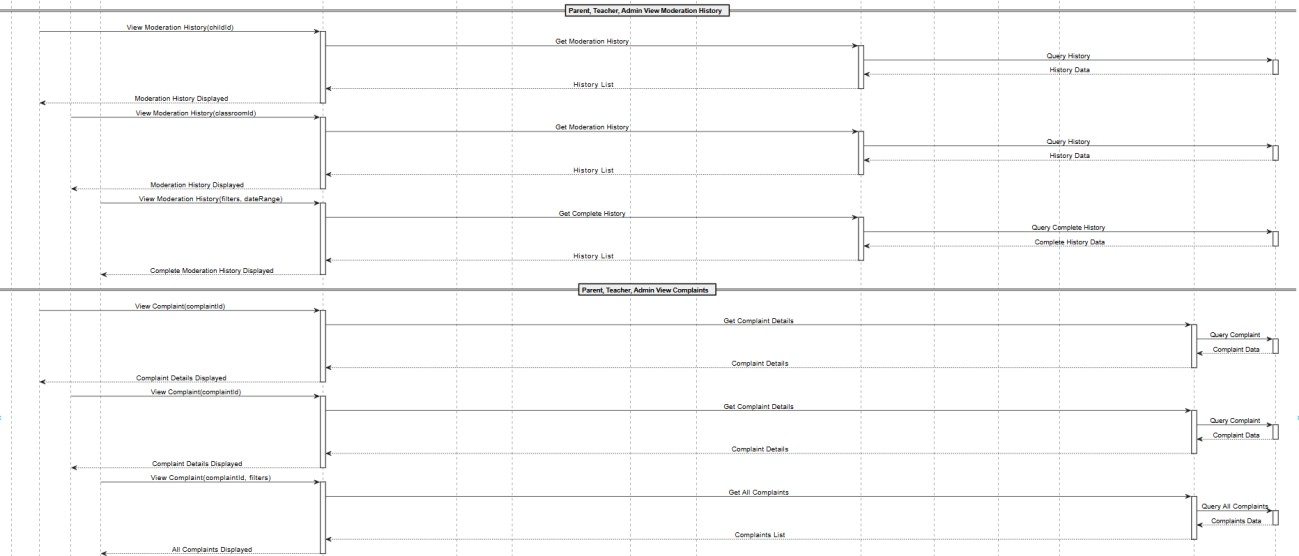 Parent, Teacher, Admin View Moderation History
View Moderation History(childId)
Get Moderation History
Query History
History Data
History List
Moderation History Displayed
View Moderation History(classroomId)
Get Moderation History
Query History
History Data
History List
Moderation History Displayed
View Moderation History(filters, dateRange)
Get Complete History
Query Complete History
Complete History Data
History List
Complete Moderation History Displayed
Parent, Teacher, Admin View Complaints
View Complaint(complaintId)
Get Complaint Details
Query Complaint
Complaint Data
Complaint Details
Complaint Details Displayed
View Complaint(complaintId)
Get Complaint Details
Query Complaint
Complaint Data
Complaint Details
Complaint Details Displayed
View Complaint(complaintId, filters)
Get All Complaints
Query All Complaints
Complaints Data
Complaints List
All Complaints Displayed